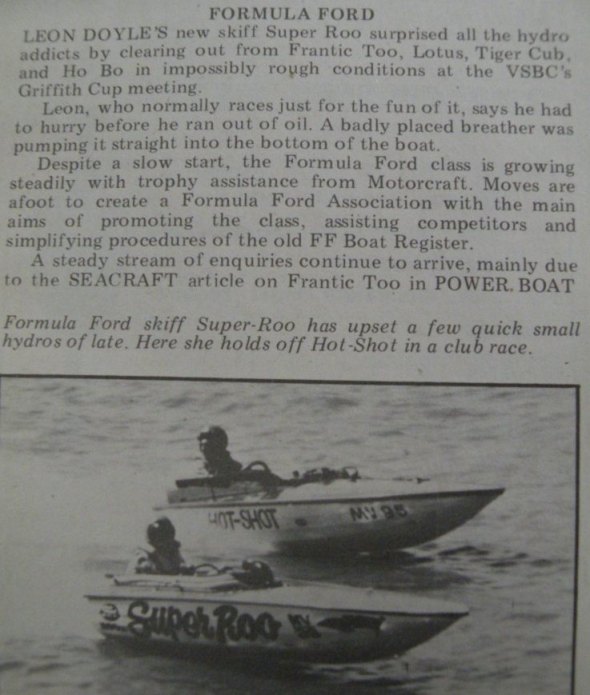 FORMULA FORD
LEON DOYLE'S new skiff Super Roo surprised all the hydro
addicts by clearing out from Frantic Too, Lotus, Tiger Cub,
and Ho Bo in impossibly rough conditions at the VSBC's
Griffith Cup meeting.
Leon, who normally races just for the fun of it, says he had
to hurry before he ran out of oil. A badly placed breather was
pumping it straight into the bottom of the boat.
Despite a slow start, the Formula Ford class is growing
steadily with trophy assistance from Motorcraft. Moves are
afoot to create a Formula Ford Association with the main
aims of promoting the class, assisting competitors and
simplifying procedures of the old FF Boat Register.
A steady stream of enquiries continue to arrive, mainly due
to the SEACRAFT article on Frantic Too in POWER BOAT
Formula Ford skiff Super-Roo has upset a few quick small
hydros of late. Here she holds off Hot-Shot in a club race.
HOT-SHOT MV 95
Super Roo